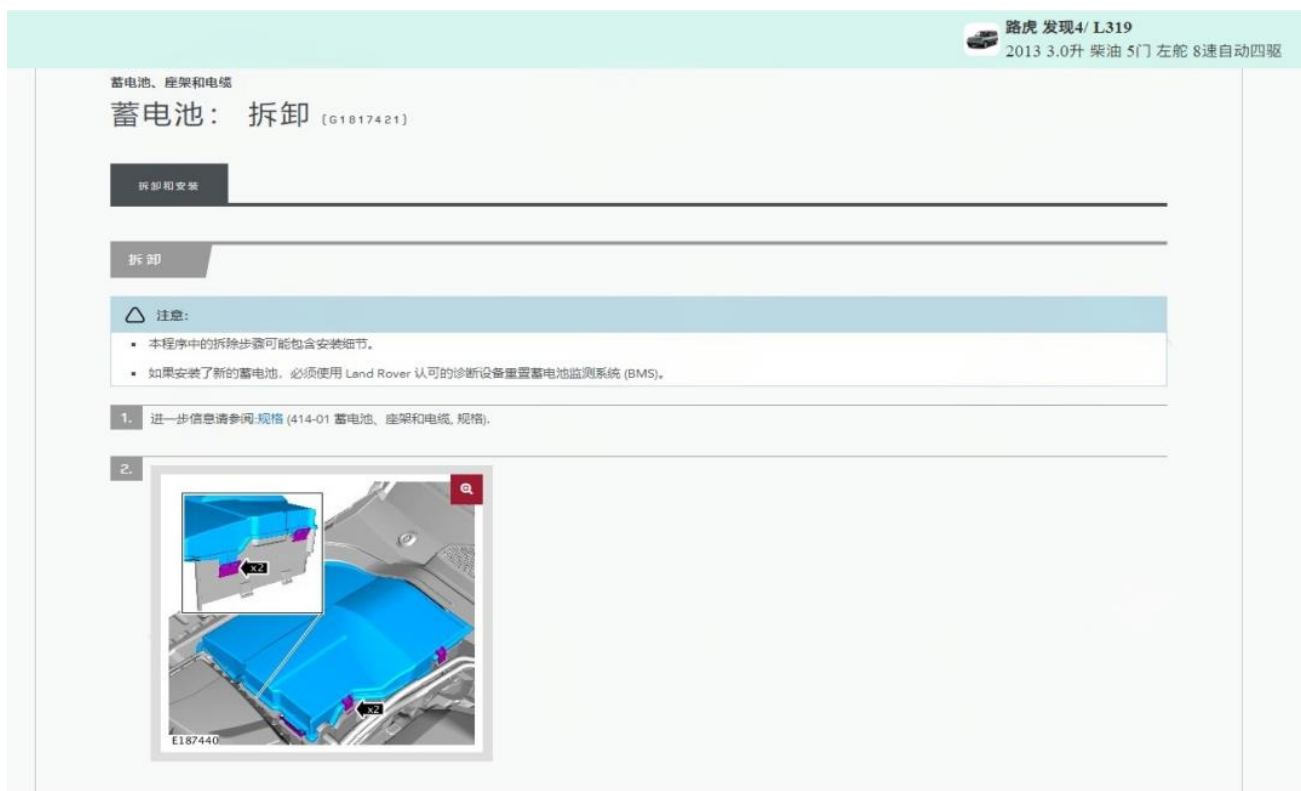 路虎 发现4/ L319
2013 3.0升 柴油 5门 左舵 8速自动四驱
蓄电池、座架和电缆
蓄电池： 拆卸 (G1817421)
拆卸和安装
拆卸
注意:
本程序中的拆除步骤可能包含安装细节。
如果安装了新的蓄电池，必须使用 Land Rover 认可的诊断设备重置蓄电池监测系统 (BMS)。
1. 进一步信息请参阅:规格 (414-01 蓄电池、座架和电缆, 规格).
2.
x2
x2
E187440